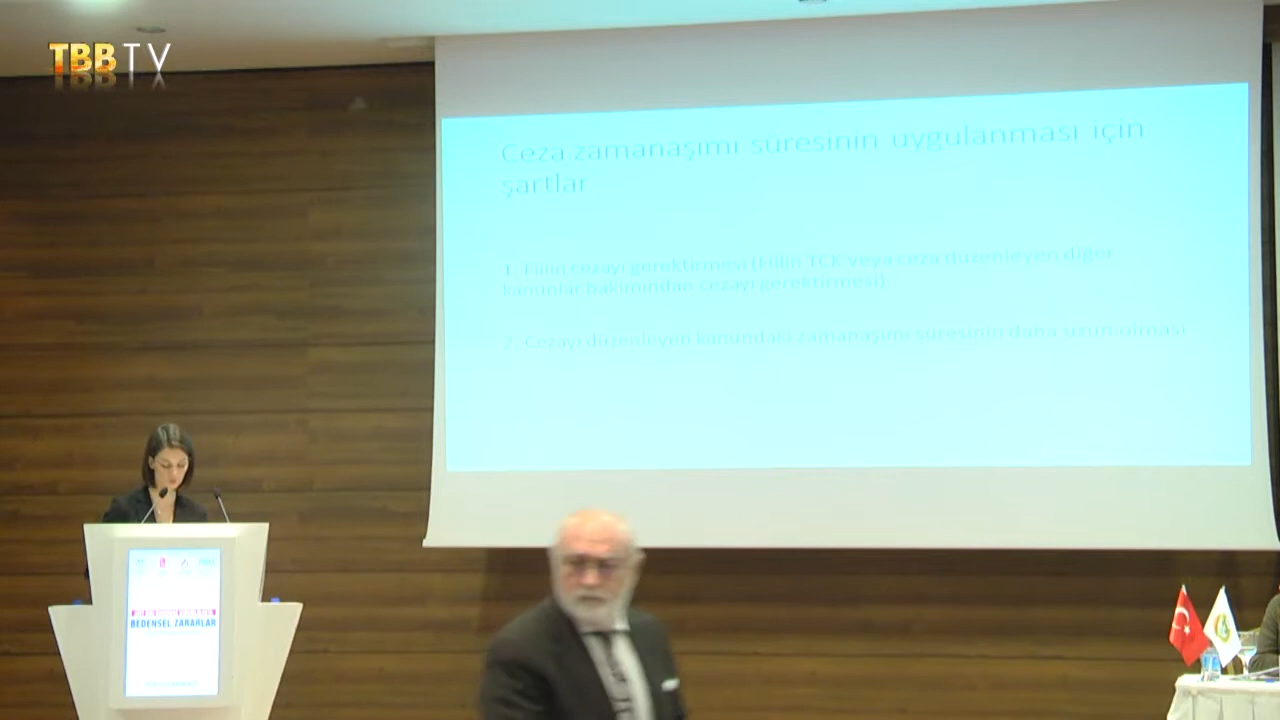 TBB TV
Ceza zamanaşımı süresinin uygulanması için
şartlar
1. Fiilin cezayı gerektirmesi (Fiilin TCK veya ceza düzenleyen diğer
kanunlar bakımından cezayı gerektirmesi)
2. Cezayı düzenleyen kanundaki zamanaşımı süresinin daha uzun olması
BEDENSEL ZARARLAR